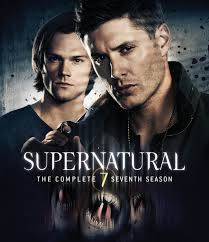 SUPERNATURAL
THE COMPLETE 7 SEVENTH SEASON